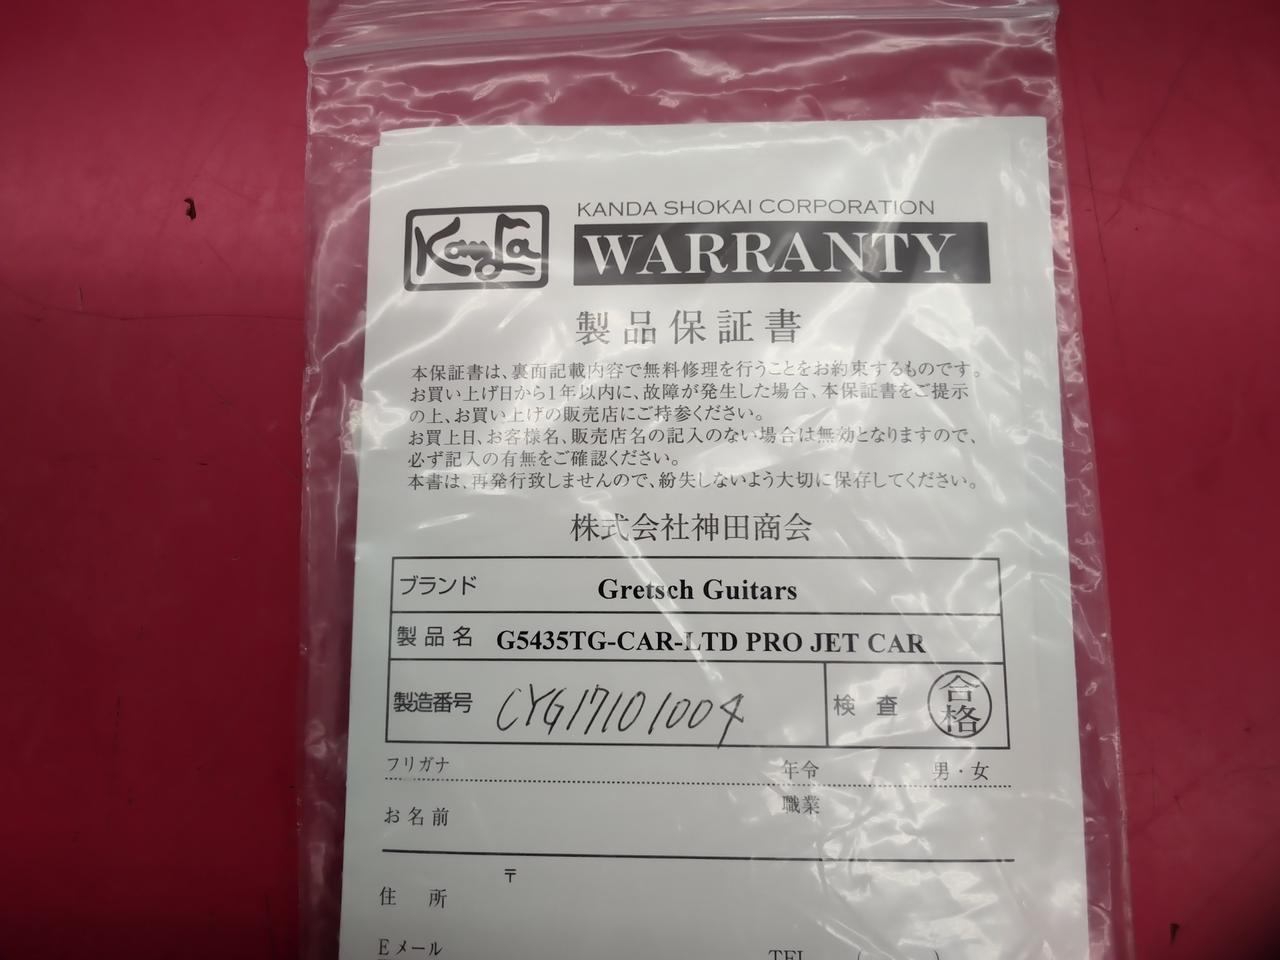 Kanda
KANDA SHOKAI CORPORATION
WARRANTY
製品保証書
本保証書は、裏面記載内容で無料修理を行うことをお約束するものです。
お買い上げ日から1年以内に、故障が発生した場合、本保証書をご提示
の上、お買い上げの販売店にご持参ください。
お買上日、お客様名、販売店名の記入のない場合は無効となりますので、
必ず記入の有無をご確認ください。
本書は、再発行致しませんので、紛失しないよう大切に保存してください。
株式会社神田商会
ブランド Gretsch Guitars
製品名 G5435TG-CAR-LTD PRO JET CAR
製造番号 CYG17101004 検査 合格
フリガナ 年令 男・女
お名前 職業
〒
住所
Eメール TEL ( )